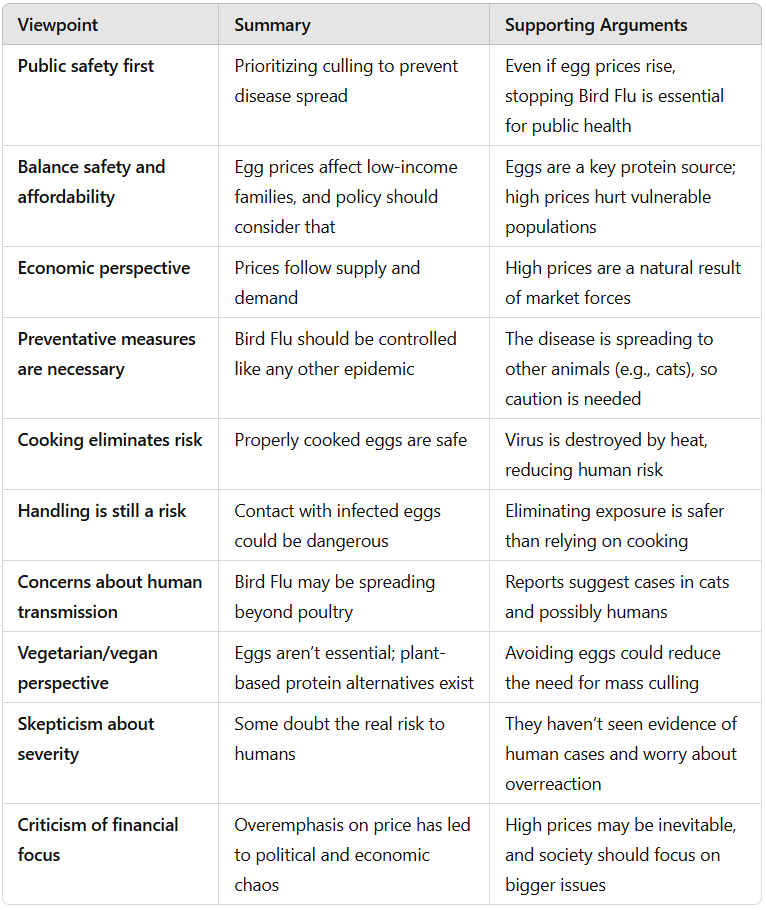 Viewpoint Summary Supporting Arguments
Public safety first
Prioritizing culling to prevent
disease spread
Even if egg prices rise,
stopping Bird Flu is essential
for public health
Balance safety and
affordability
Egg prices affect low-income
families, and policy should
consider that
Eggs are a key protein source;
high prices hurt vulnerable
populations
Economic perspective
Prices follow supply and
demand
High prices are a natural result
of market forces
Preventative measures
are necessary
Bird Flu should be controlled
like any other epidemic
The disease is spreading to
other animals (e.g., cats), so
caution is needed
Cooking eliminates risk
Properly cooked eggs are safe
Virus is destroyed by heat,
reducing human risk
Handling is still a risk
Contact with infected eggs
could be dangerous
Eliminating exposure is safer
than relying on cooking
Concerns about human
transmission
Bird Flu may be spreading
beyond poultry
Reports suggest cases in cats
and possibly humans
Vegetarian/vegan
perspective
Eggs aren’t essential; plant-
based protein alternatives exist
Avoiding eggs could reduce
the need for mass culling
Skepticism about
severity
Some doubt the real risk to
humans
They haven’t seen evidence of
human cases and worry about
overreaction
Criticism of financial
focus
Overemphasis on price has led
to political and economic
chaos
High prices may be inevitable,
and society should focus on
bigger issues